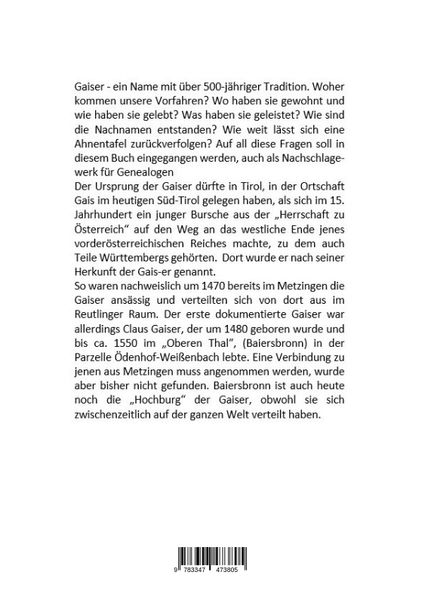 Gaiser - ein Name mit über 500-jähriger Tradition. Woher
kommen unsere Vorfahren? Wo haben sie gewohnt und
wie haben sie gelebt? Was haben sie geleistet? Wie sind
die Nachnamen entstanden? Wie weit lässt sich eine
Ahnentafel zurückverfolgen? Auf all diese Fragen soll in
diesem Buch eingegangen werden, auch als Nachschlage-
werk für Genealogen
Der Ursprung der Gaiser dürfte in Tirol, in der Ortschaft
Gais im heutigen Süd-Tirol gelegen haben, als sich im 15.
Jahrhundert ein junger Bursche aus der „Herrschaft zu
Österreich“ auf den Weg an das westliche Ende jenes
vorderösterreichischen Reiches machte, zu dem auch
Teile Württembergs gehörten. Dort wurde er nach seiner
Herkunft der Gais-er genannt.
So waren nachweislich um 1470 bereits im Metzingen die
Gaiser ansässig und verteilten sich von dort aus im
Reutlinger Raum. Der erste dokumentierte Gaiser war
allerdings Claus Gaiser, der um 1480 geboren wurde und
bis ca. 1550 im „Oberen Thal“, (Baiersbronn) in der
Parzelle Ödenhof-Weißenbach lebte. Eine Verbindung zu
jenen aus Metzingen muss angenommen werden, wurde
aber bisher nicht gefunden. Baiersbronn ist auch heute
noch die „Hochburg“ der Gaiser, obwohl sie sich
zwischenzeitlich auf der ganzen Welt verteilt haben.
9 783347 473805